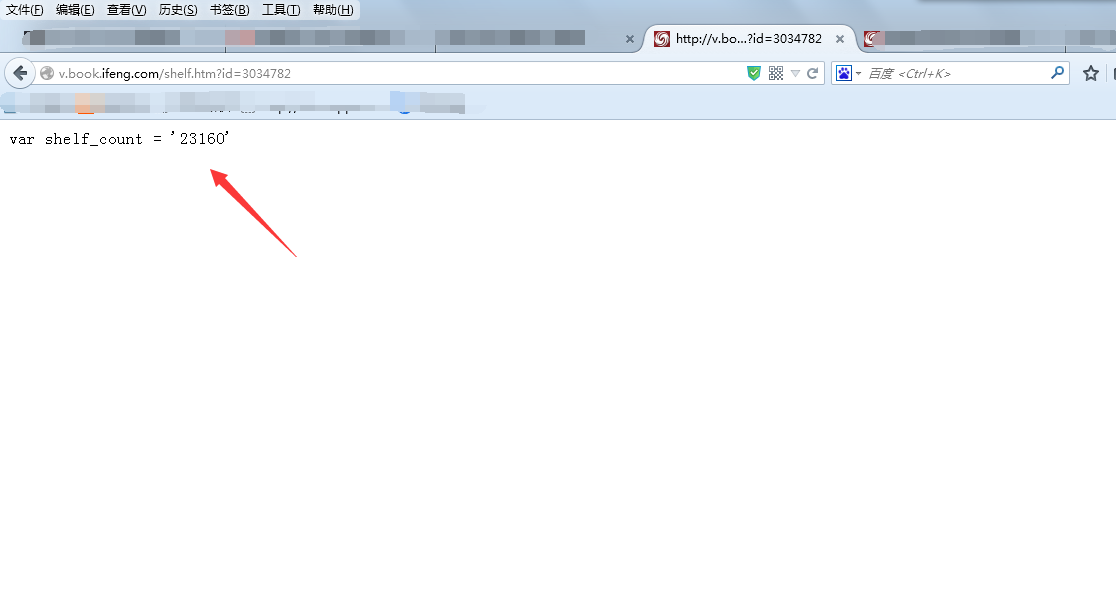 文件(F) 编辑(E) 查看(V) 历史(S) 书签(B) 工具(T) 帮助(H)
http://v.bo...?id=3034782
v.book.ifeng.com/shelf.htm?id=3034782
百度 <Ctrl+K>
var shelf_count = '23160'